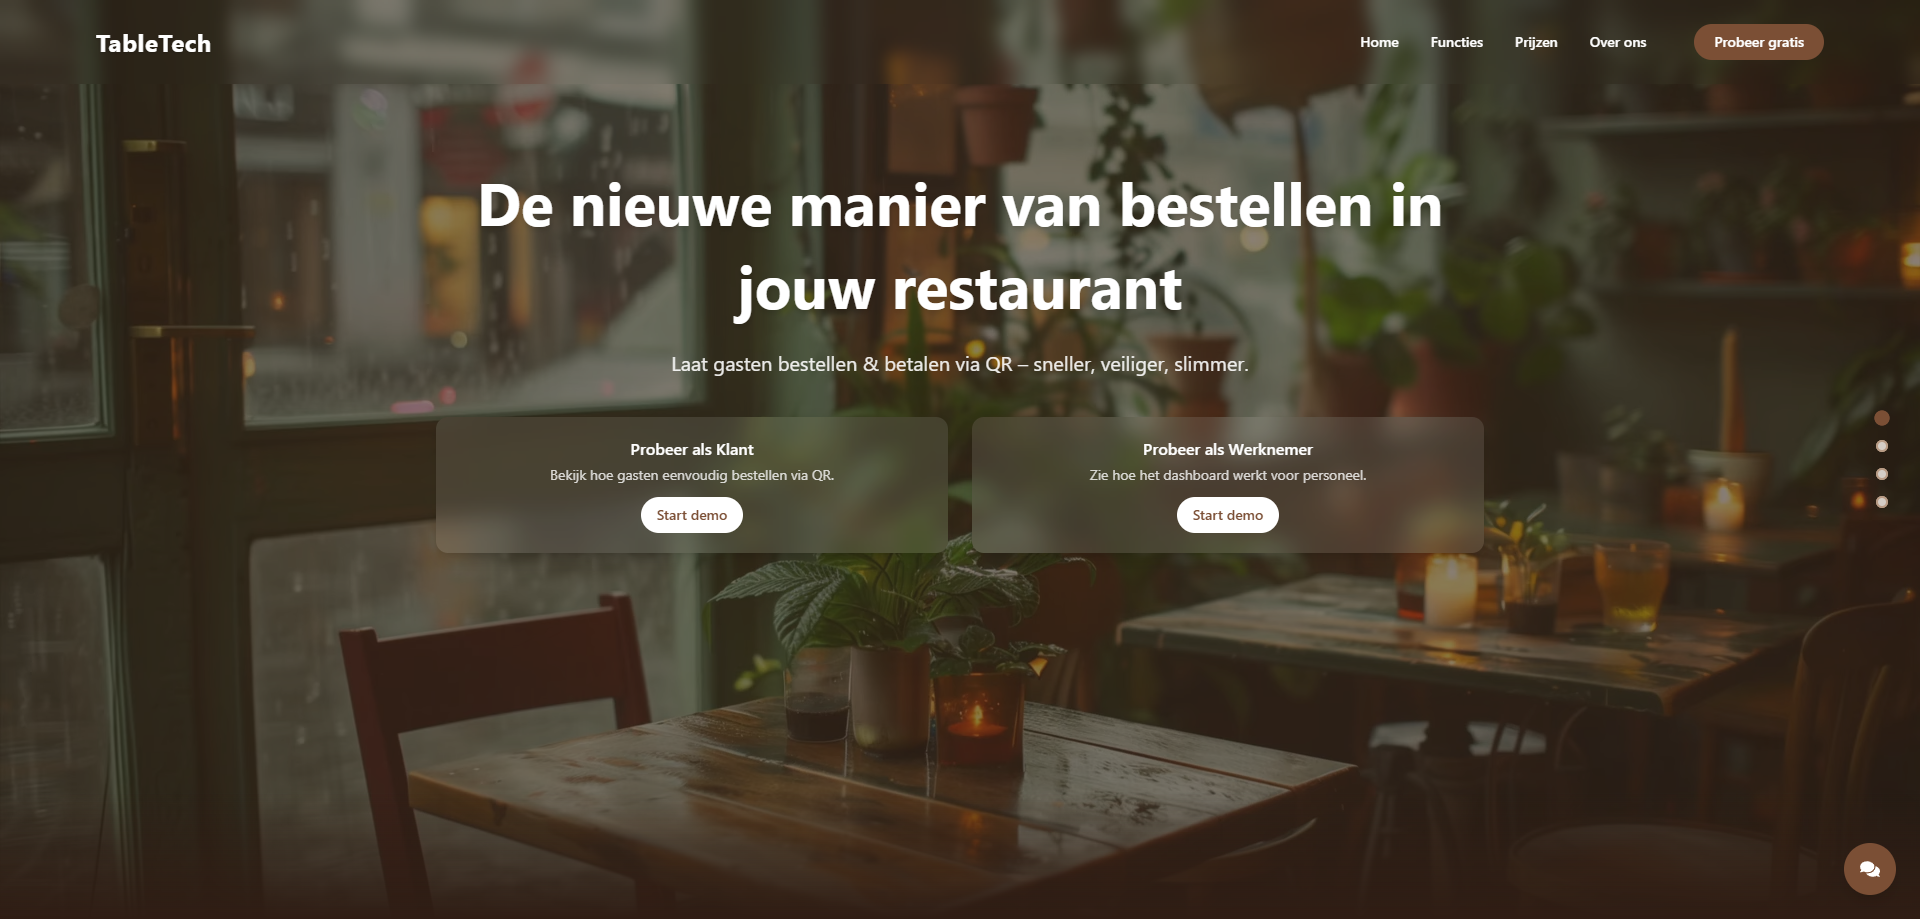 TableTech
Home
Functies
Prijzen
Over ons
Probeer gratis
De nieuwe manier van bestellen in
jouw restaurant
Laat gasten bestellen & betalen via QR – sneller, veiliger, slimmer.
Probeer als Klant
Bekijk hoe gasten eenvoudig bestellen via QR.
Start demo
Probeer als Werknemer
Zie hoe het dashboard werkt voor personeel.
Start demo